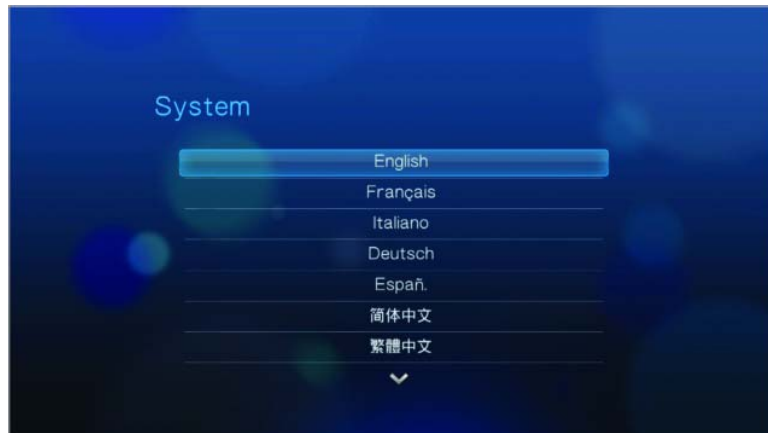 System
English
Français
Italiano
Deutsch
Españ.
简体中文
繁體中文